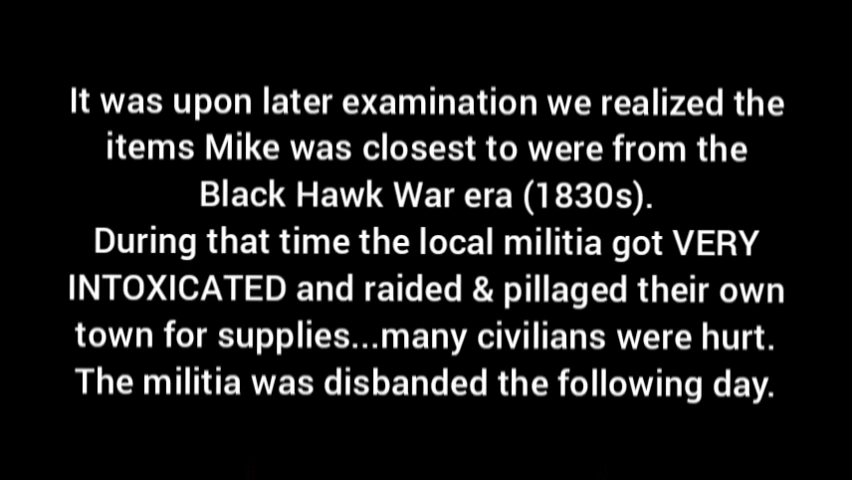 It was upon later examination we realized the
items Mike was closest to were from the
Black Hawk War era (1830s).
During that time the local militia got VERY
INTOXICATED and raided & pillaged their own
town for supplies...many civilians were hurt.
The militia was disbanded the following day.